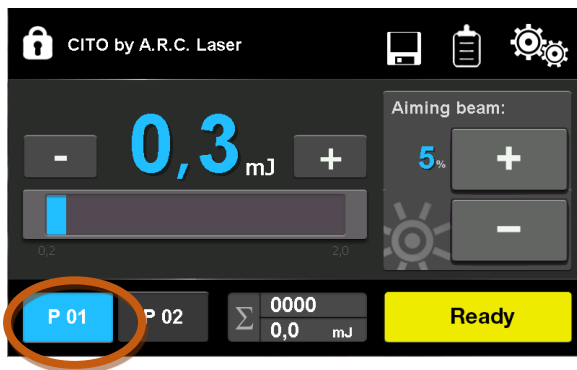 CITO by A.R.C. Laser
Aiming beam:
- 0,3 mJ +
5% +
-
0,2 2,0
P 01 P 02 Σ 0000
0,0 mJ
Ready